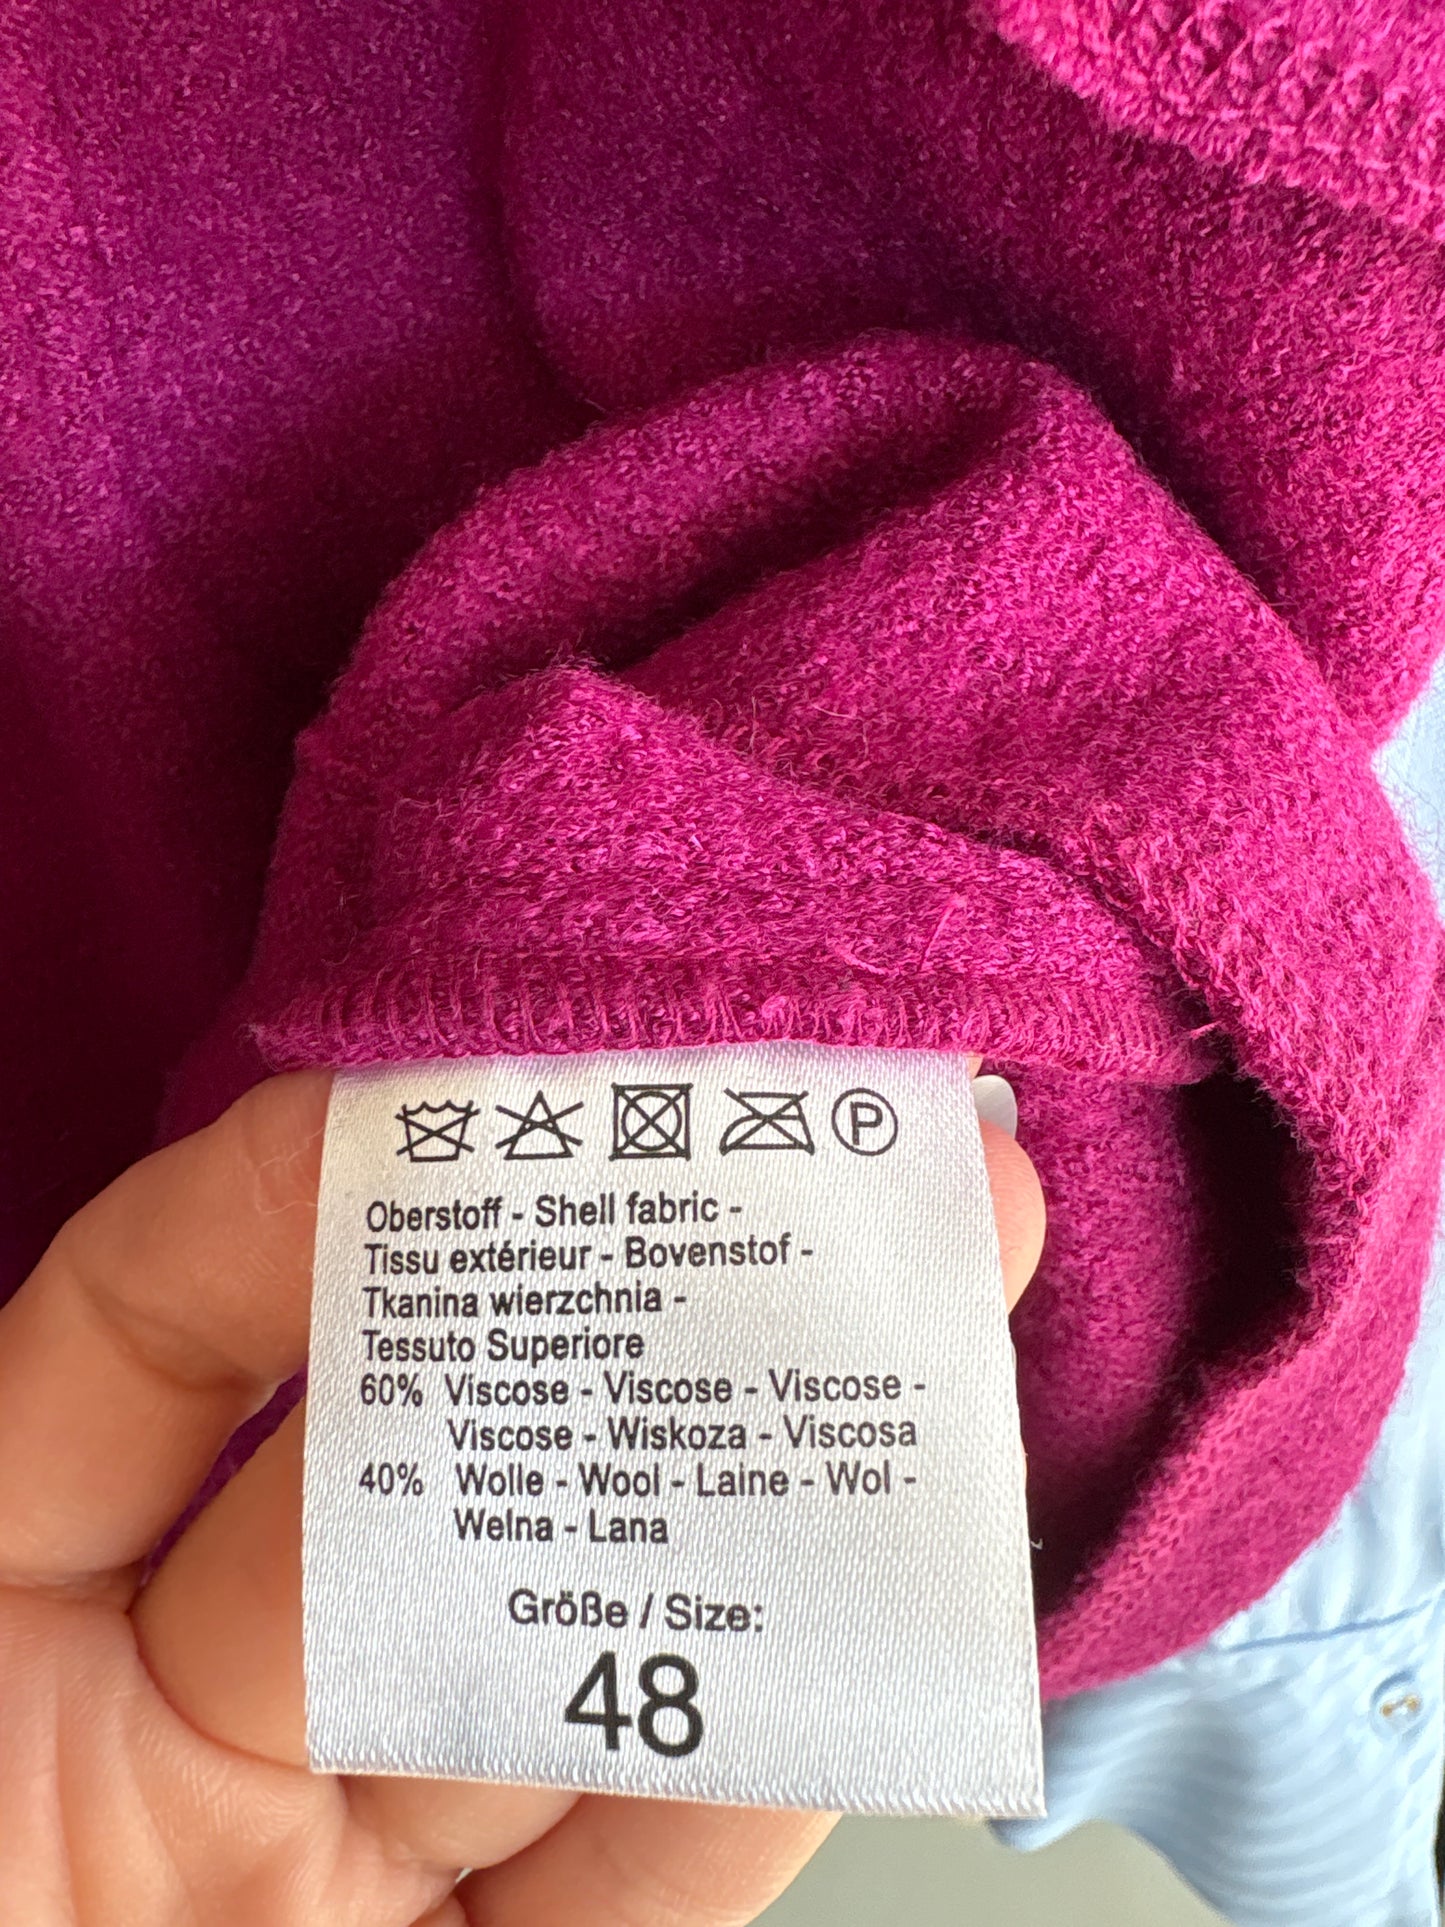 P
Oberstoff - Shell fabric -
Tissu extérieur - Bovenstof -
Tkanina wierzchnia -
Tessuto Superiore
60% Viscose - Viscose - Viscose -
Viscose - Wiskoza - Viscosa
40% Wolle - Wool - Laine - Wol -
Welna - Lana
Größe / Size:
48